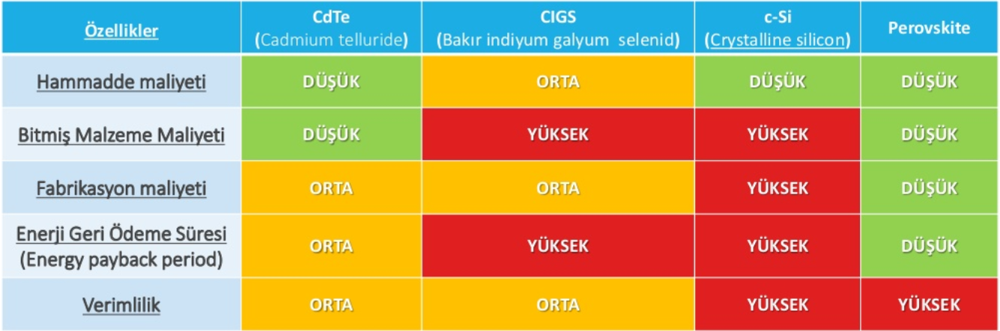 Özellikler
CdTe
(Cadmium telluride)
CIGS
(Bakır indiyum galyum selenid)
c-Si
(Crystalline silicon)
Perovskite
Hammadde maliyeti
DÜŞÜK
ORTA
DÜŞÜK
DÜŞÜK
Bitmiş Malzeme Maliyeti
DÜŞÜK
YÜKSEK
YÜKSEK
DÜŞÜK
Fabrikasyon maliyeti
ORTA
ORTA
YÜKSEK
DÜŞÜK
Enerji Geri Ödeme Süresi
(Energy payback period)
ORTA
YÜKSEK
YÜKSEK
DÜŞÜK
Verimlilik
ORTA
ORTA
YÜKSEK
YÜKSEK